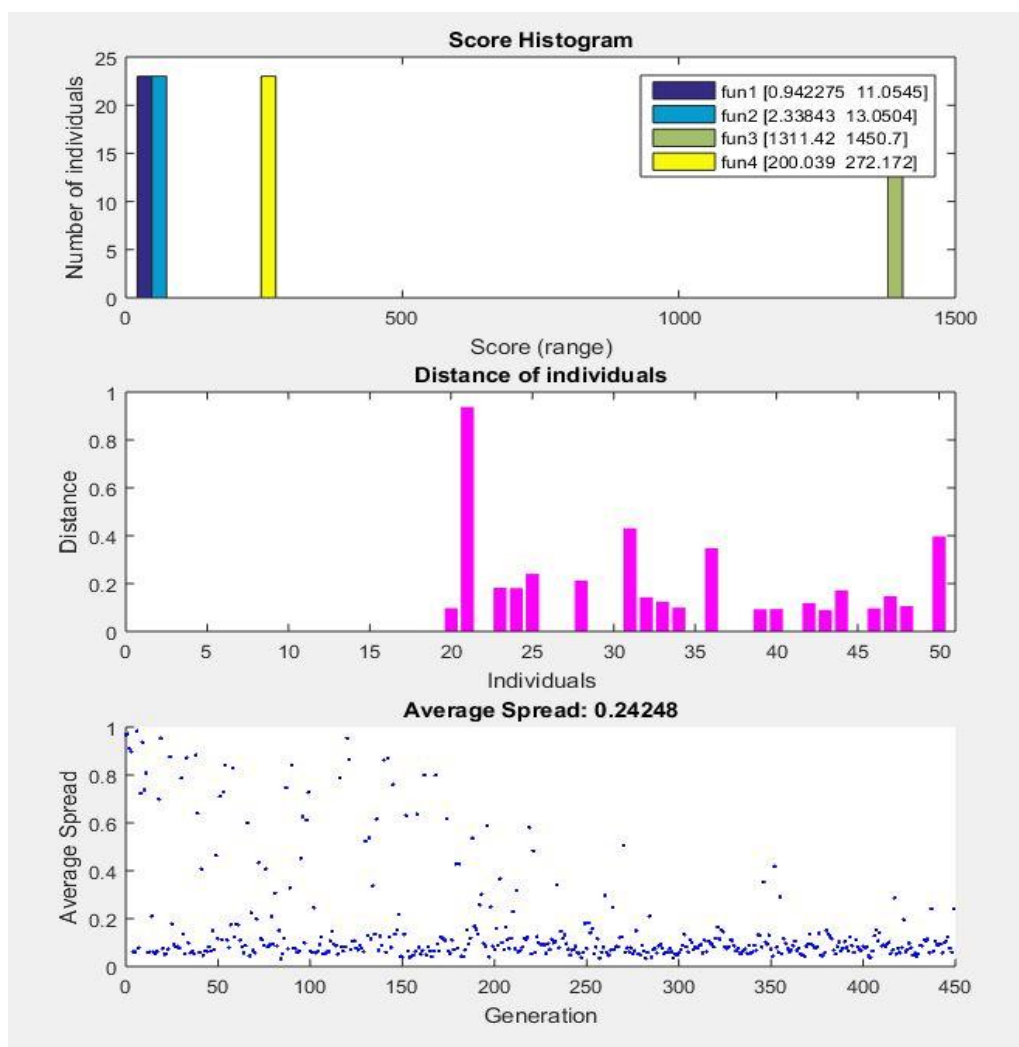 Score Histogram
25
20
15
10
5
0
Number of individuals
fun1 [0.942275 11.0545]
fun2 [2.33843 13.0504]
fun3 [1311.42 1450.7]
fun4 [200.039 272.172]
0 500 1000 1500
Score (range)
Distance of individuals
1
0.8
0.6
0.4
0.2
0
Distance
0 5 10 15 20 25 30 35 40 45 50
Individuals
Average Spread: 0.24248
1
0.8
0.6
0.4
0.2
0
Average Spread
0 50 100 150 200 250 300 350 400 450
Generation